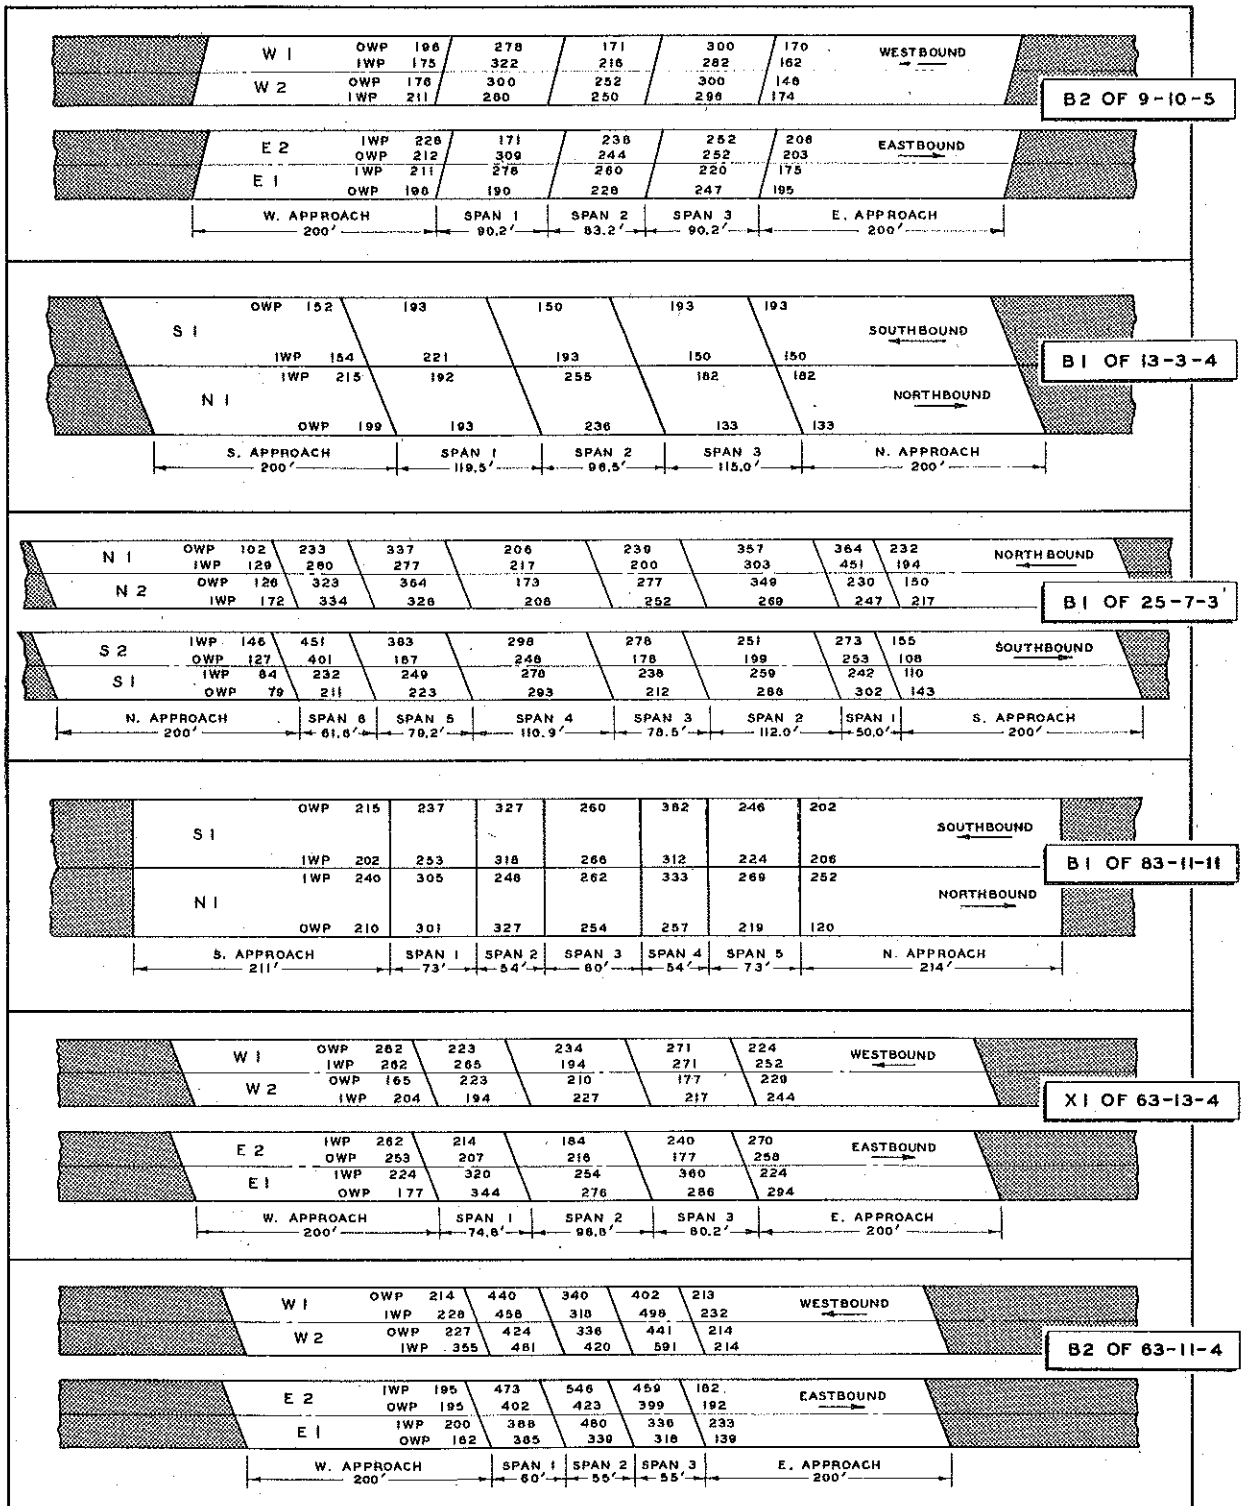 W 1 OWP 196 278 171 300 170 WESTBOUND
IWP 175 322 216 282 162
W 2 OWP 176 300 252 300 148
IWP 211 260 250 296 174
B2 OF 9-10-5
E 2 IWP 228 171 238 252 206 EASTBOUND
OWP 212 309 244 252 203
E 1 IWP 211 276 260 220 175
OWP 196 190 228 247 195
W. APPROACH SPAN 1 SPAN 2 SPAN 3 E. APPROACH
200' 90.2' 83.2' 90.2' 200'
OWP 152 193 150 193 193
S 1 SOUTHBOUND
IWP 154 221 193 150 150
B1 OF 13-3-4
IWP 215 192 255 182 182
N 1 NORTHBOUND
OWP 199 193 236 133 133
S. APPROACH SPAN 1 SPAN 2 SPAN 3 N. APPROACH
200' 119.5' 96.5' 115.0' 200'
N 1 OWP 102 233 337 206 239 357 364 232 NORTHBOUND
IWP 129 280 277 217 200 303 451 194
N 2 OWP 126 323 364 173 277 349 230 150
IWP 172 334 328 208 252 269 247 217
B1 OF 25-7-3
S 2 IWP 146 451 383 298 278 251 273 155 SOUTHBOUND
OWP 127 401 187 248 178 199 253 108
S 1 IWP 84 232 249 278 238 259 242 110
OWP 79 211 223 293 212 288 302 143
N. APPROACH SPAN 6 SPAN 5 SPAN 4 SPAN 3 SPAN 2 SPAN 1 S. APPROACH
200' 61.6' 79.2' 110.9' 78.5' 112.0' 50.0' 200'
OWP 215 237 327 260 382 246 202
S 1 SOUTHBOUND
IWP 202 253 318 266 312 224 206
B1 OF 83-11-11
IWP 240 305 248 262 333 269 252
N 1 NORTHBOUND
OWP 210 301 327 254 257 219 120
S. APPROACH SPAN 1 SPAN 2 SPAN 3 SPAN 4 SPAN 5 N. APPROACH
211' 73' 54' 80' 54' 73' 214'
W 1 OWP 262 223 234 271 224 WESTBOUND
IWP 262 265 194 271 252
W 2 OWP 165 223 210 177 229
IWP 204 194 227 217 244
X1 OF 63-13-4
E 2 IWP 262 214 184 240 270 EASTBOUND
OWP 253 207 216 177 258
E 1 IWP 224 320 254 360 224
OWP 177 344 276 286 294
W. APPROACH SPAN 1 SPAN 2 SPAN 3 E. APPROACH
200' 74.8' 98.8' 80.2' 200'
W 1 OWP 214 440 340 402 213 WESTBOUND
IWP 228 458 318 498 232
W 2 OWP 227 424 336 441 214
IWP 355 481 420 591 214
B2 OF 63-11-4
E 2 IWP 195 473 546 459 182 EASTBOUND
OWP 195 402 423 399 192
E 1 IWP 200 388 480 336 233
OWP 162 385 339 318 139
W. APPROACH SPAN 1 SPAN 2 SPAN 3 E. APPROACH
200' 60' 55' 55' 200'